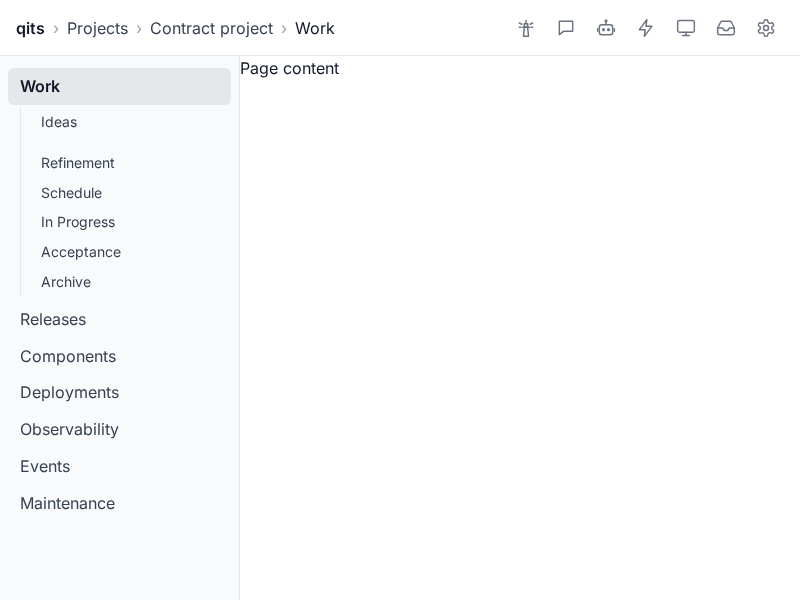 qits › Projects › Contract project › Work
Work
Ideas
Refinement
Schedule
In Progress
Acceptance
Archive
Releases
Components
Deployments
Observability
Events
Maintenance
Page content